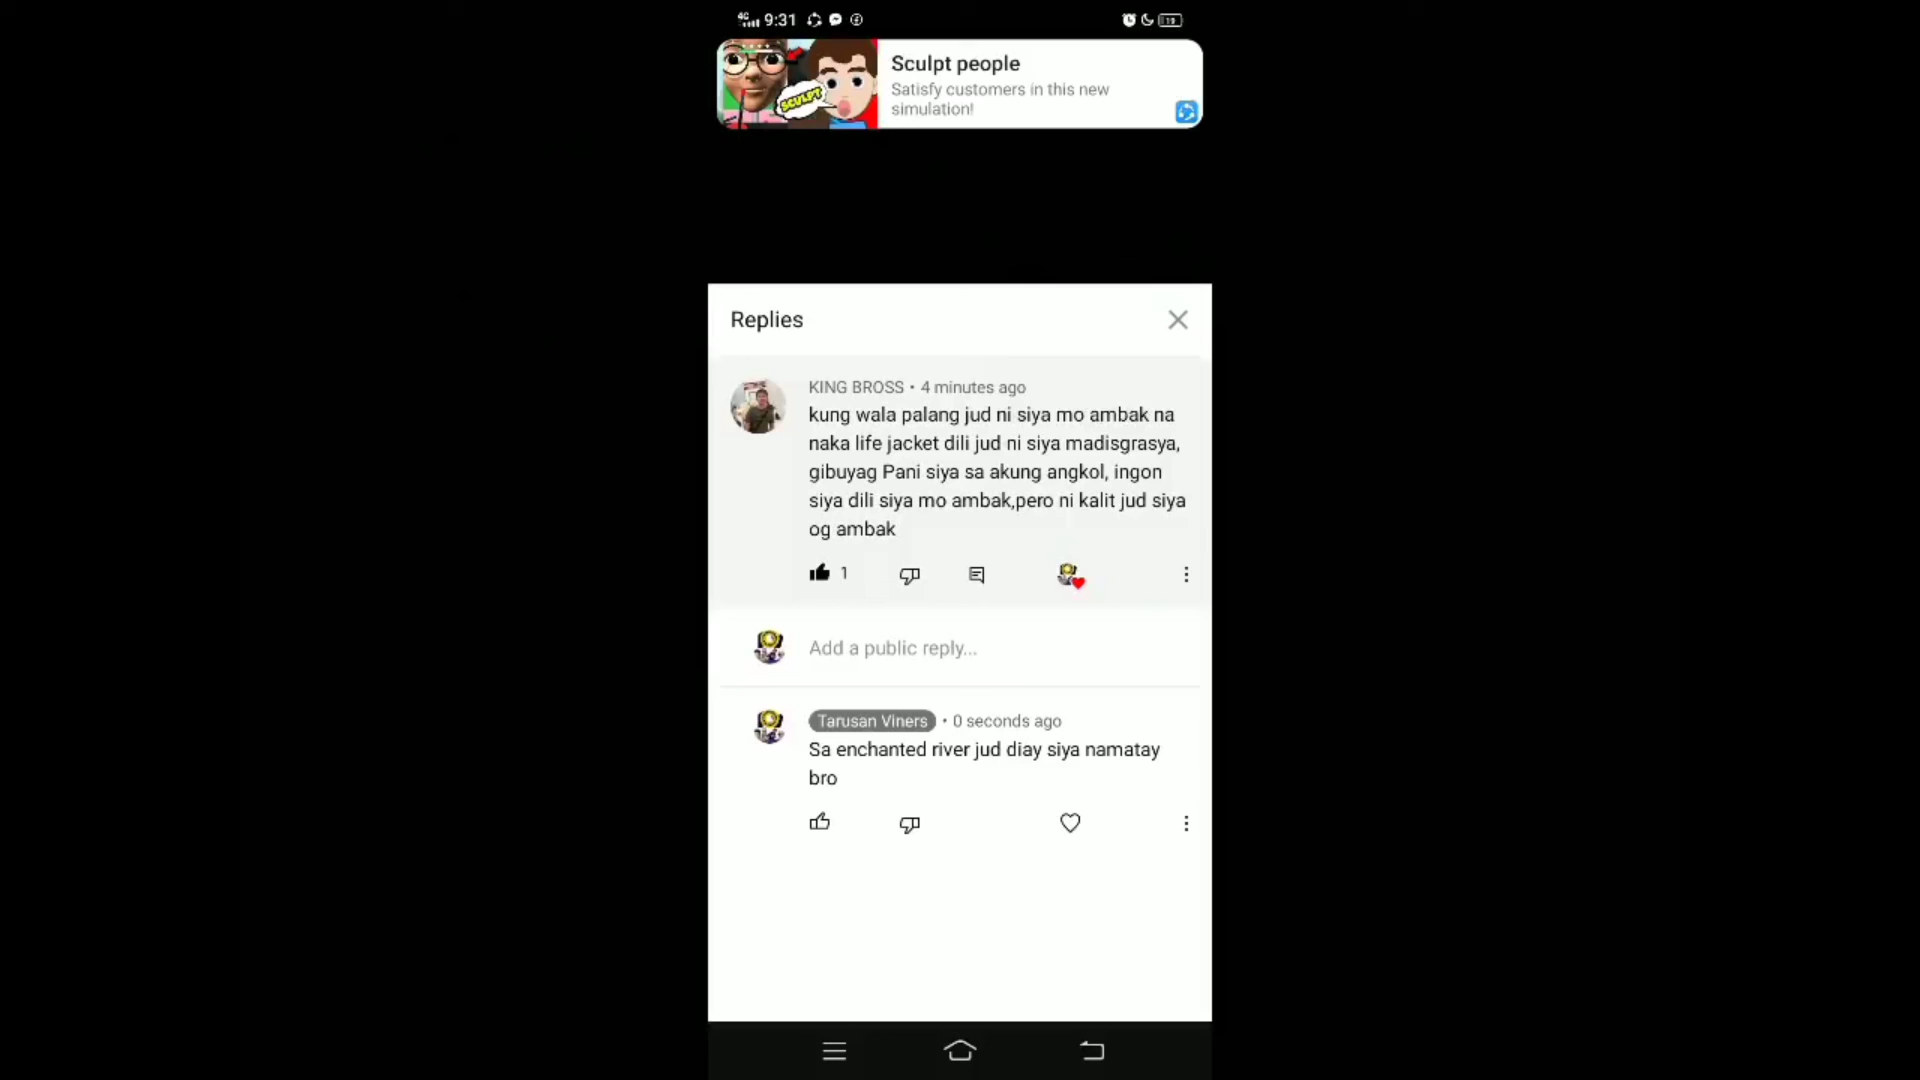 4G 9:31 19
Sculpt people
Satisfy customers in this new
simulation!
SCULPT
Replies
KING BROSS • 4 minutes ago
kung wala palang jud ni siya mo ambak na
naka life jacket dili jud ni siya madisgrasya,
gibuyag Pani siya sa akung angkol, ingon
siya dili siya mo ambak,pero ni kalit jud siya
og ambak
1
Add a public reply...
Tarusan Viners • 0 seconds ago
Sa enchanted river jud diay siya namatay
bro